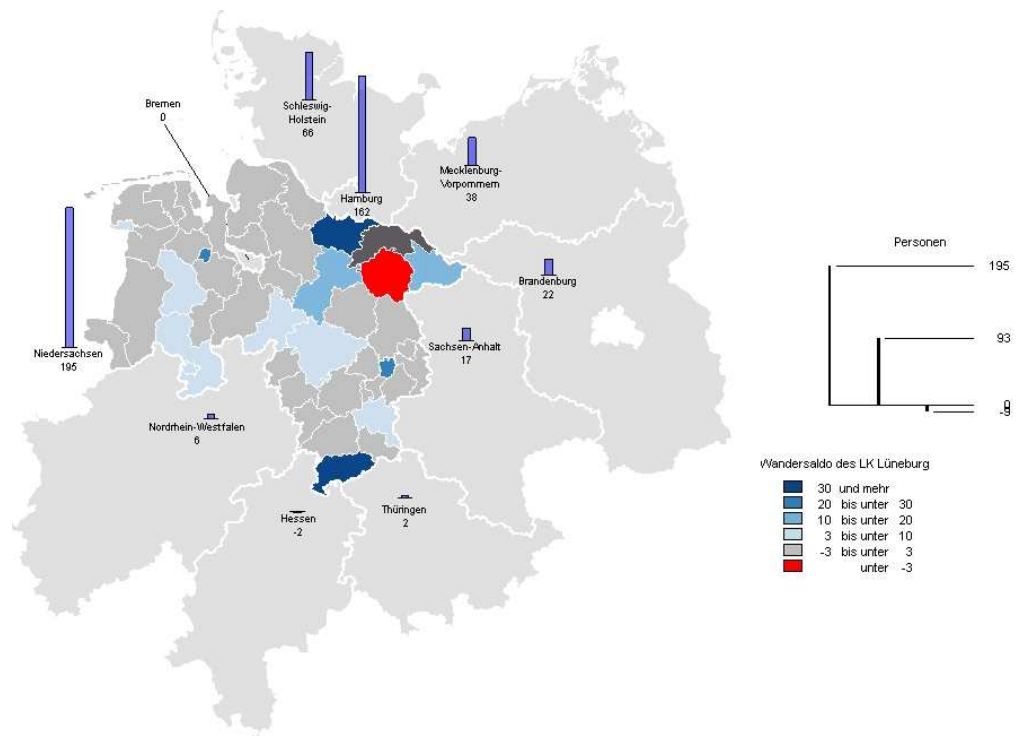 Schleswig-
Holstein
66
Bremen
0
Mecklenburg-
Vorpommern
38
Hamburg
162
Niedersachsen
195
Brandenburg
22
Sachsen-Anhalt
17
Nordrhein-Westfalen
6
Hessen
-2
Thüringen
2
Personen
195
93
0
-9
Wandersaldo des LK Lüneburg
30 und mehr
20 bis unter 30
10 bis unter 20
3 bis unter 10
-3 bis unter 3
unter -3